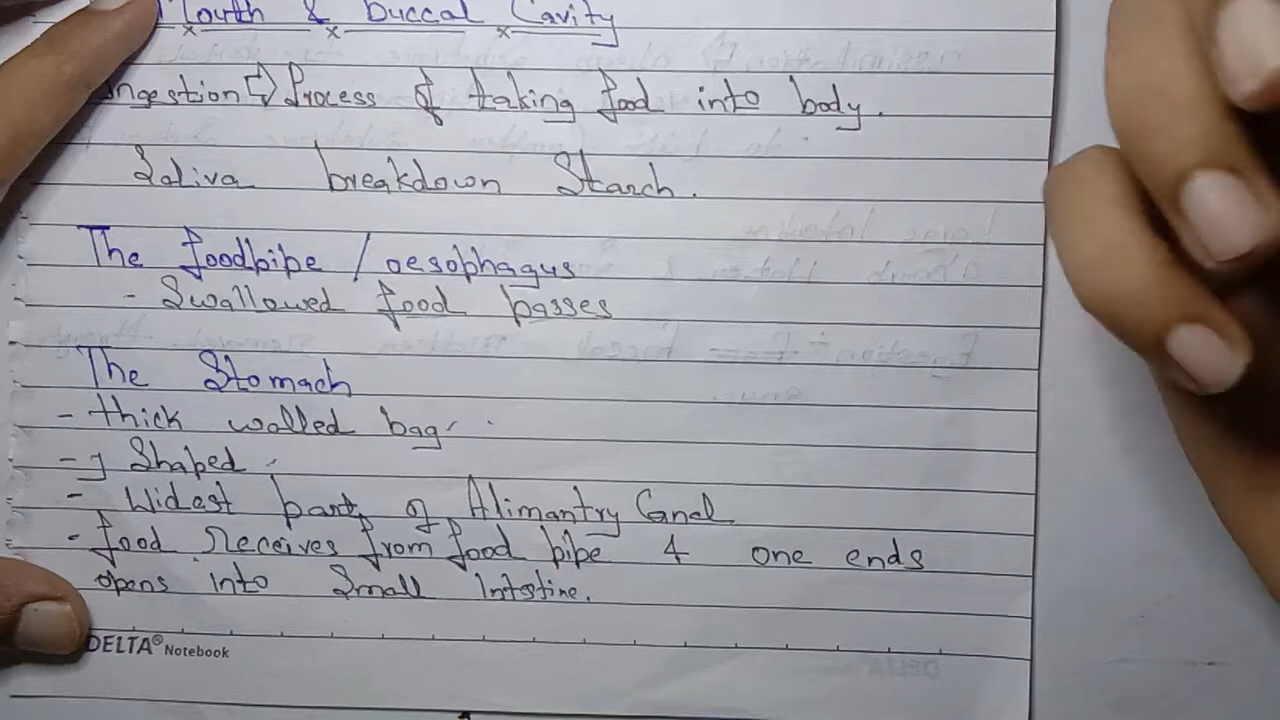 Mouth & buccal Cavity
Ingestion ⇨ Process of taking food into body.
Saliva breakdown Starch.
The foodpipe / oesophagus
- Swallowed food passes
The Stomach
- thick walled bag
- J Shaped
- Widest part of Alimantry Canal
- food Receives from food pipe & one ends
opens into Small Intestine.
DELTA® Notebook